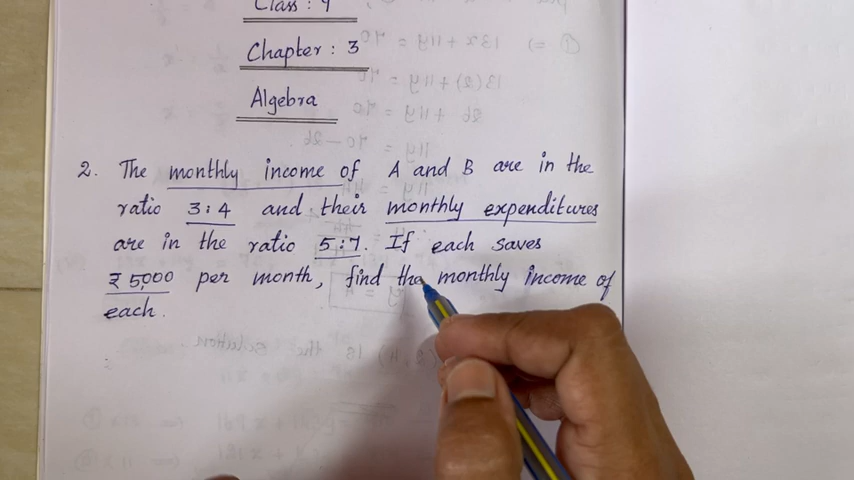 Class : 9
Chapter : 3
Algebra
2. The monthly income of A and B are in the
ratio 3:4 and their monthly expenditures
are in the ratio 5:7. If each saves
₹ 5,000 per month, find the monthly income of
each.